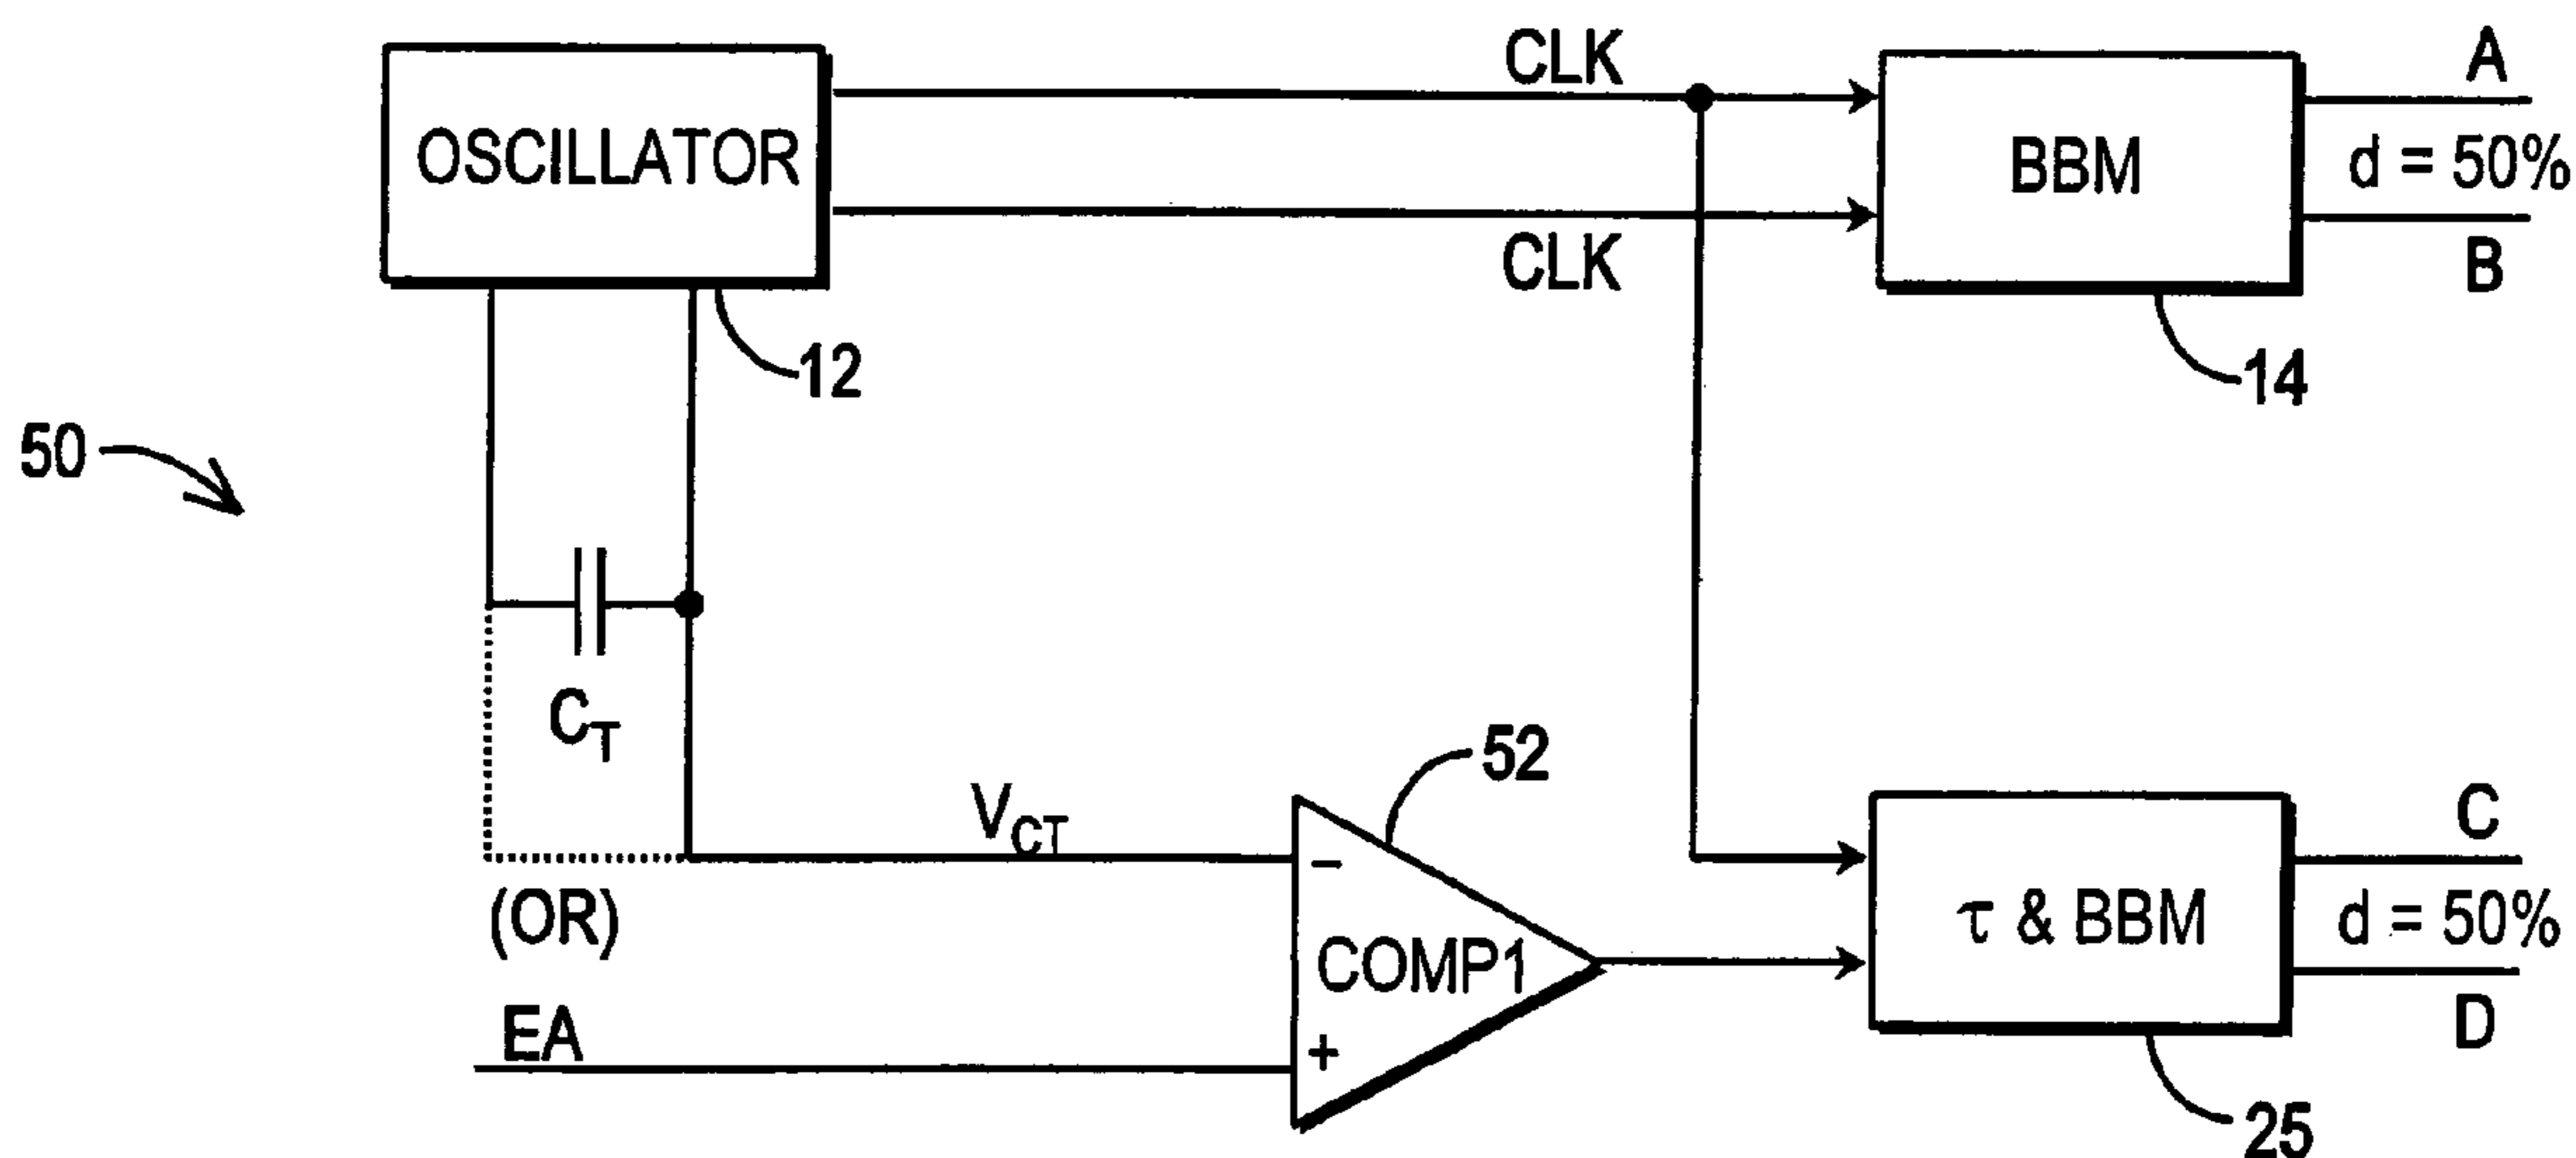 CLK
A
OSCILLATOR
BBM
d = 50%
CLK
B
12
14
50
C_T
52
V_CT
C
(OR)
τ & BBM
d = 50%
COMP1
−
+
EA
D
25